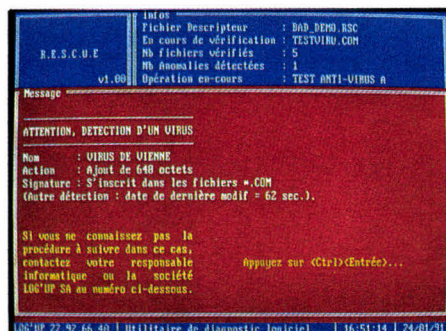 Infos
Fichier Descripteur : BAD_DEMO.RSC
En cours de vérification : TESTVIRU.COM
R.E.S.C.U.E
Nb fichiers vérifiés : 5
Nb Anomalies détectées : 1
v1.00
Opération en-cours : TEST ANTI-VIRUS A
Message
ATTENTION, DETECTION D'UN VIRUS
Nom : VIRUS DE VIENNE
Action : Ajout de 648 octets
Signature : S'inscrit dans les fichiers *.COM
(Autre détection : date de dernière modif = 62 sec.).
Si vous ne connaissez pas la
procédure à suivre dans ce cas,
contactez votre responsable
informatique ou la société
LOG'UP SA au numéro ci-dessous.
Appuyez sur <Ctrl><Entrée>...
LOG'UP 22 92 66 40 | Utilitaire de diagnostic logiciel | 16:51:14 | 24/01/9